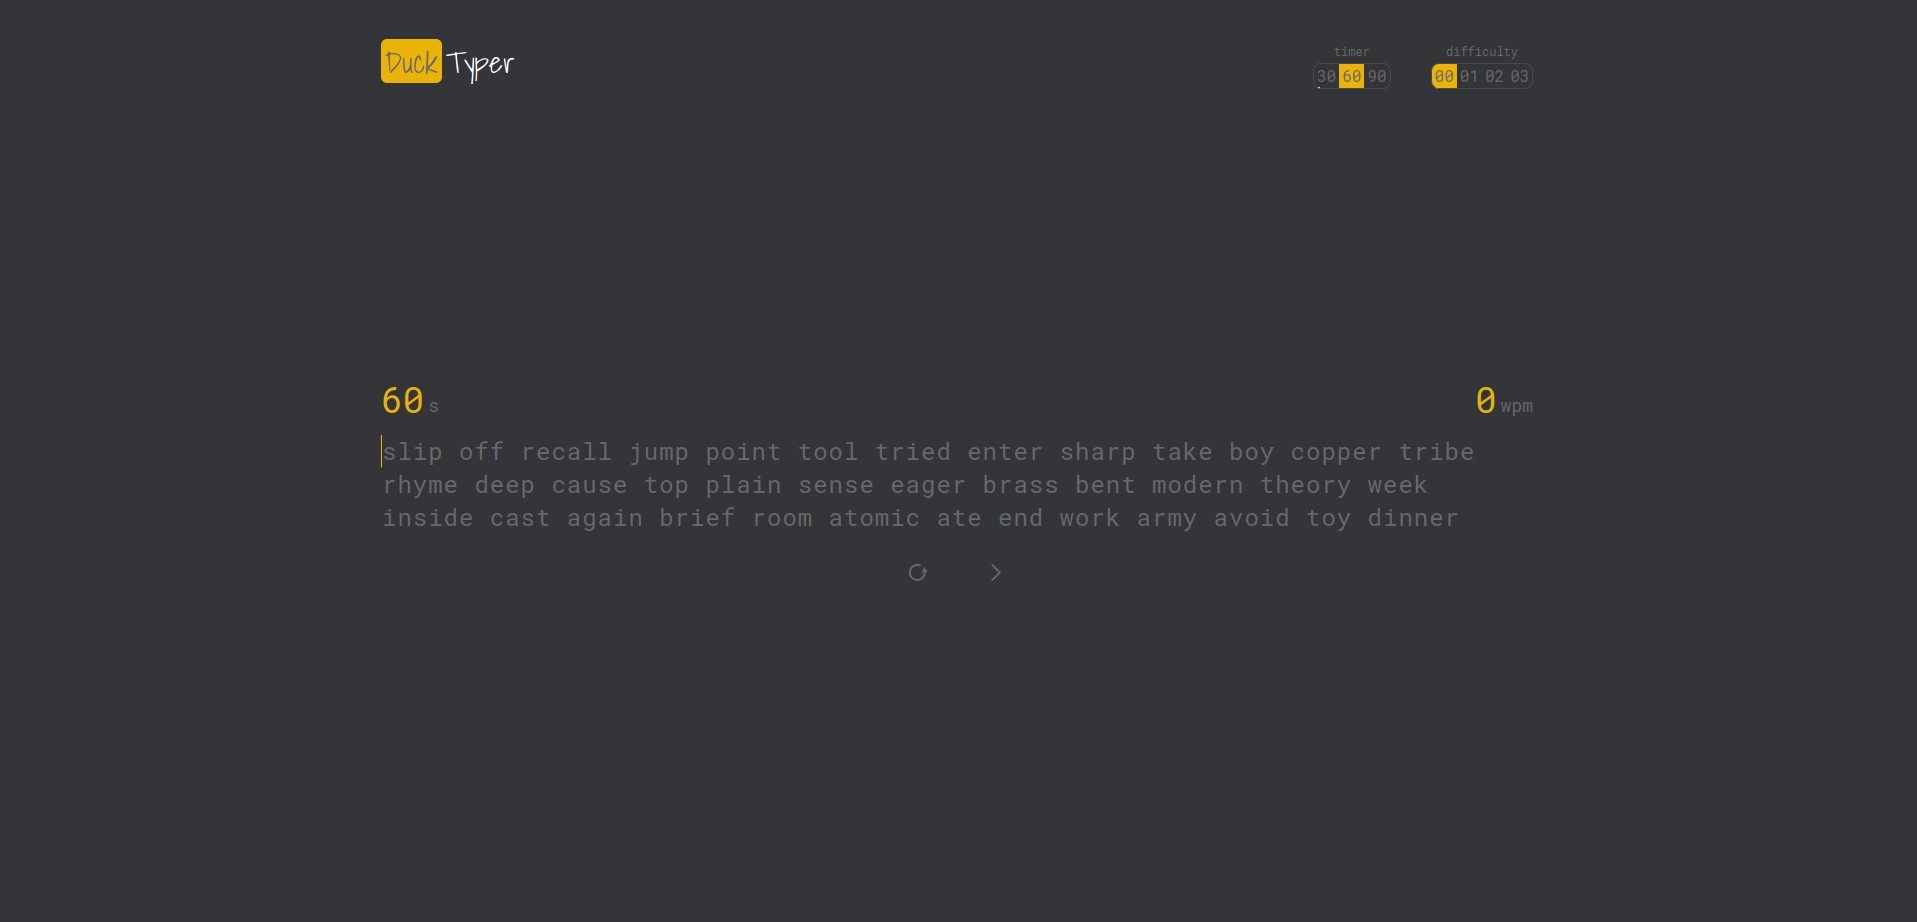 Duck Typer
timer
30 60 90
difficulty
00 01 02 03
60 s
0 wpm
slip off recall jump point tool tried enter sharp take boy copper tribe
rhyme deep cause top plain sense eager brass bent modern theory week
inside cast again brief room atomic ate end work army avoid toy dinner